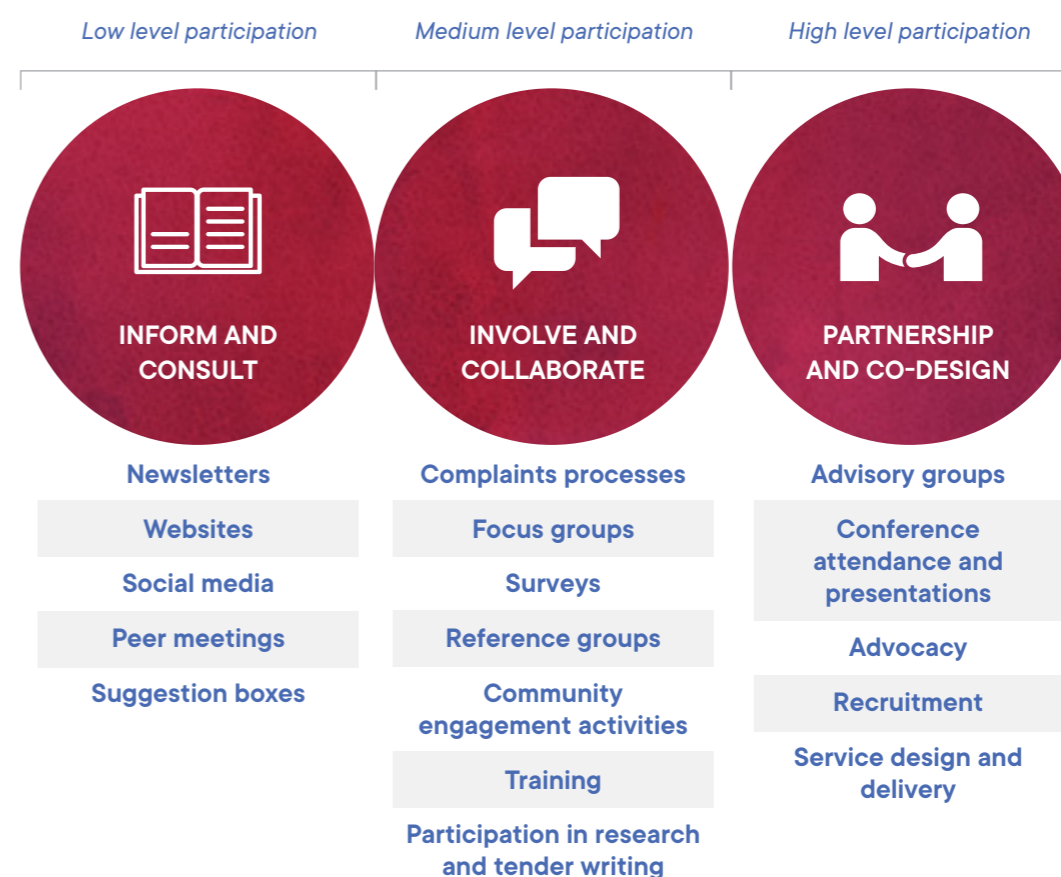 Low level participation
Medium level participation
High level participation
INFORM AND
CONSULT
INVOLVE AND
COLLABORATE
PARTNERSHIP
AND CO-DESIGN
Newsletters
Websites
Social media
Peer meetings
Suggestion boxes
Complaints processes
Focus groups
Surveys
Reference groups
Community
engagement activities
Training
Participation in research
and tender writing
Advisory groups
Conference
attendance and
presentations
Advocacy
Recruitment
Service design and
delivery